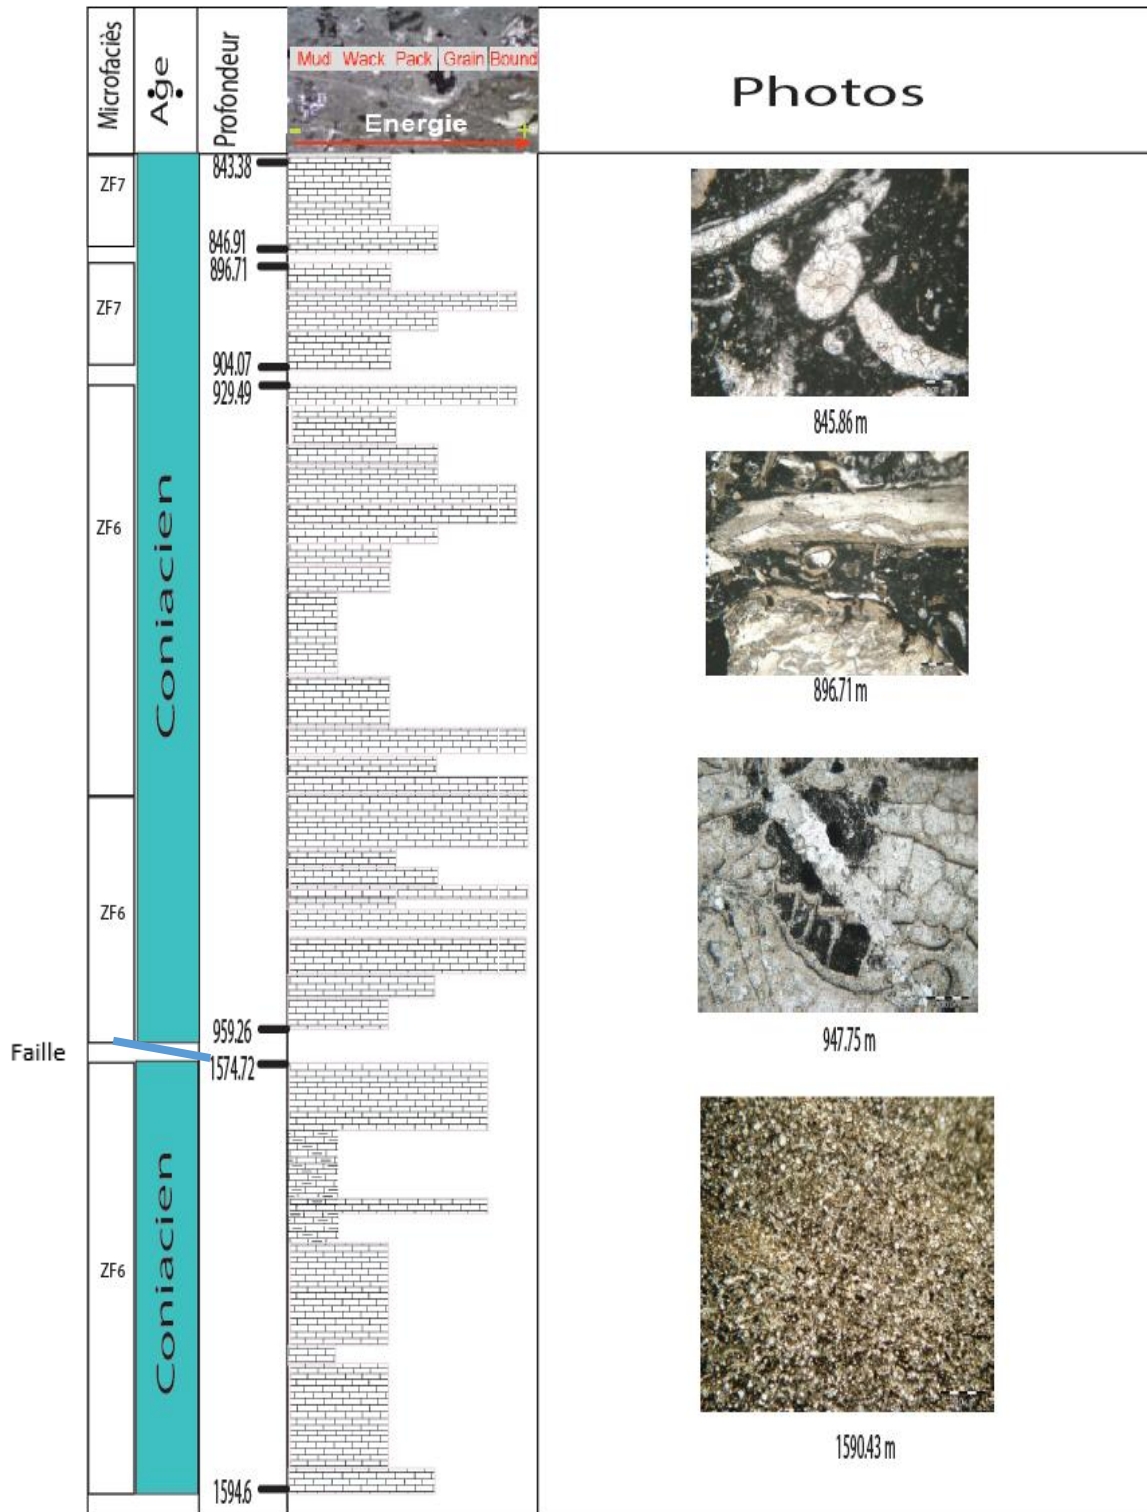 Microfaciès
Âge
Profondeur
Mud Wack Pack Grain Bound
Energie
- +
Photos
ZF7
843.38
846.91
896.71
ZF7
904.07
929.49
ZF6
Coniacien
ZF6
959.26
Faille
1574.72
ZF6
Coniacien
1594.6
845.86 m
896.71 m
947.75 m
1590.43 m